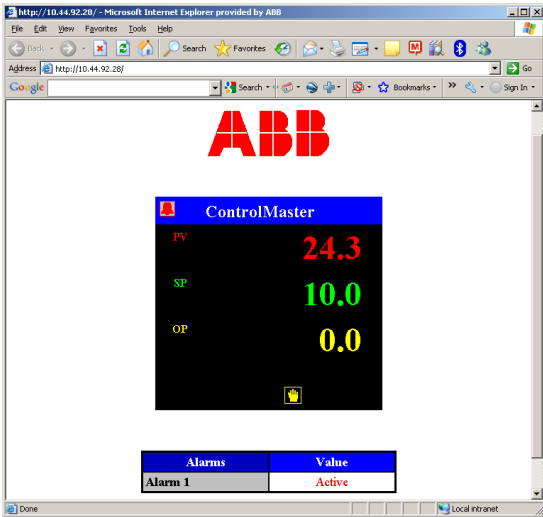 http://10.44.92.28/ - Microsoft Internet Explorer provided by ABB
File Edit View Favorites Tools Help
Back Search Favorites
Address http://10.44.92.28/ Go
Google Search Bookmarks Sign In
ABB
ControlMaster
PV 24.3
SP 10.0
OP 0.0
Alarms Value
Alarm 1 Active
Done Local intranet